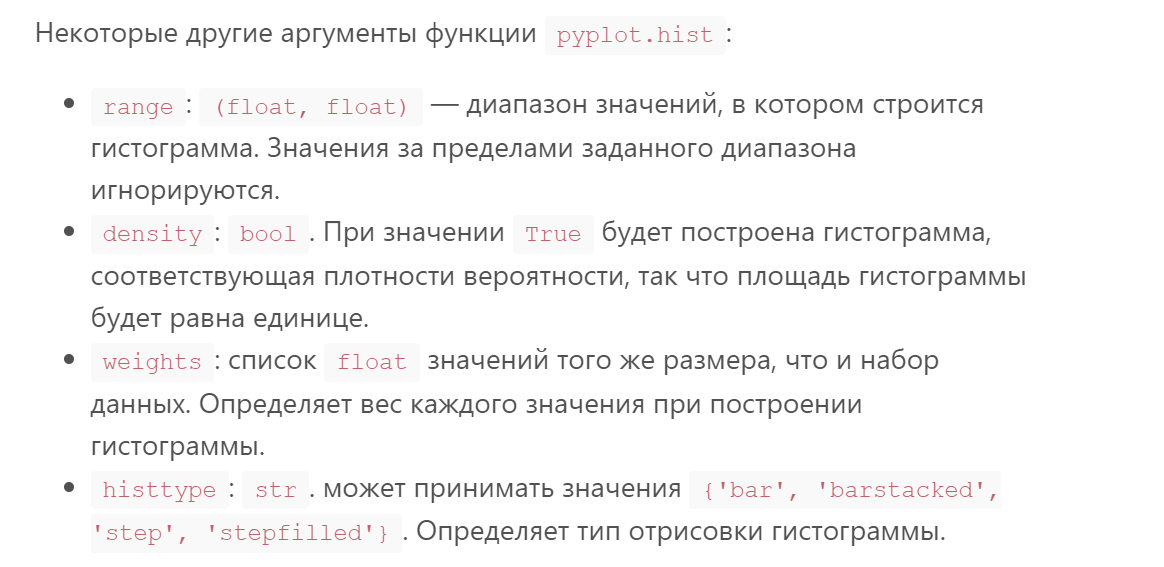 Некоторые другие аргументы функции pyplot.hist:
• range: (float, float) — диапазон значений, в котором строится
гистограмма. Значения за пределами заданного диапазона
игнорируются.
• density: bool. При значении True будет построена гистограмма,
соответствующая плотности вероятности, так что площадь гистограммы
будет равна единице.
• weights: список float значений того же размера, что и набор
данных. Определяет вес каждого значения при построении
гистограммы.
• histtype: str. может принимать значения {'bar', 'barstacked',
'step', 'stepfilled'}. Определяет тип отрисовки гистограммы.